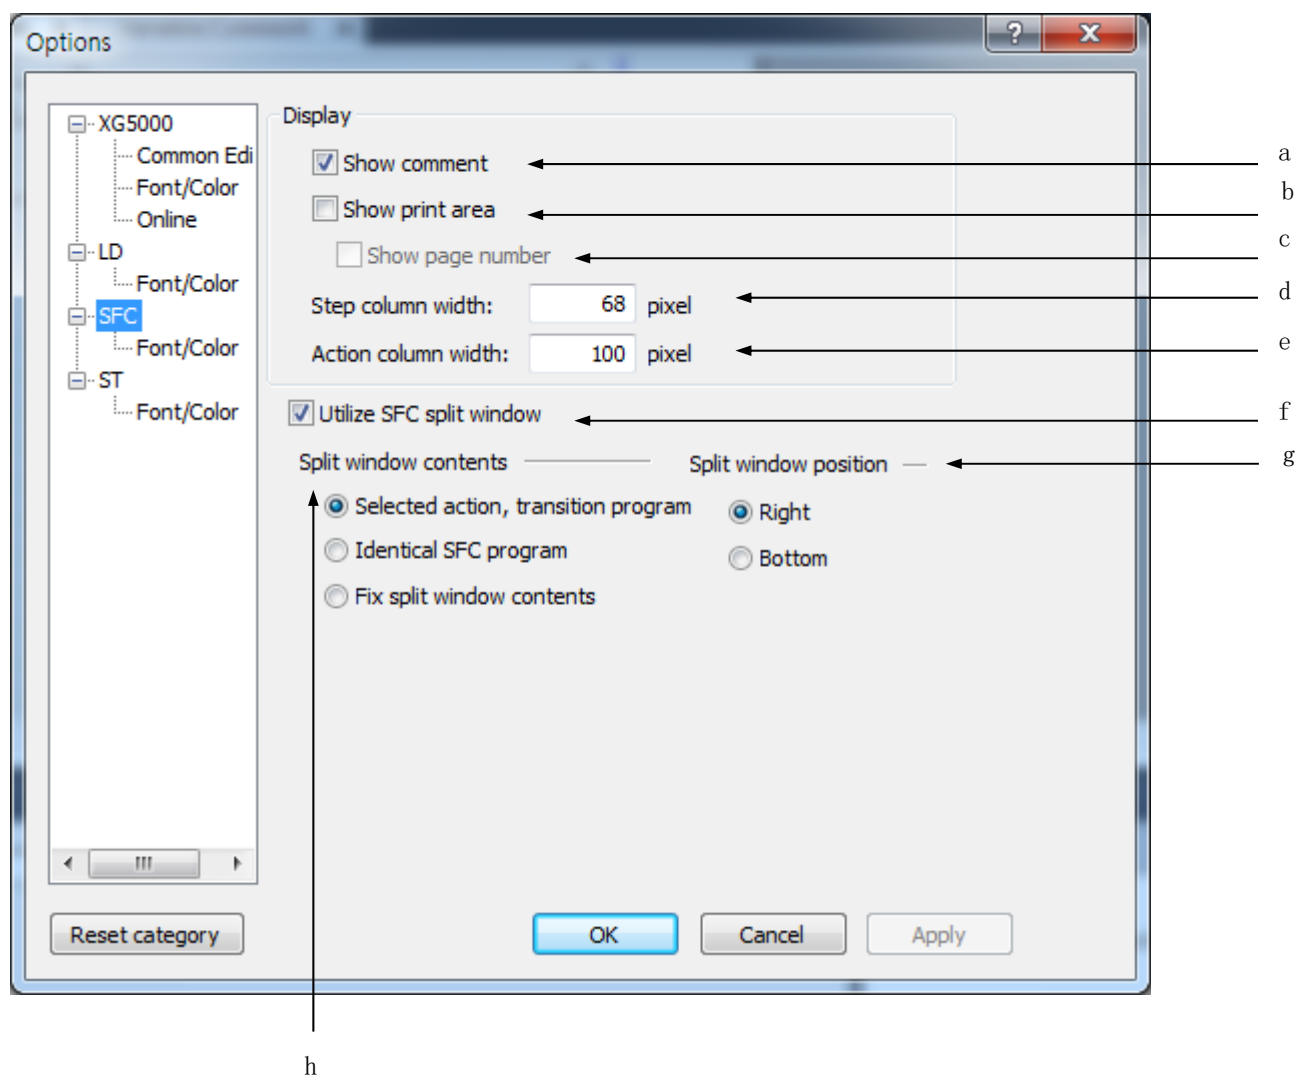 Options
?
x
XG5000
Common Edi
Font/Color
Online
LD
Font/Color
SFC
Font/Color
ST
Font/Color
Display
Show comment
Show print area
Show page number
Step column width: 68 pixel
Action column width: 100 pixel
Utilize SFC split window
Split window contents
Selected action, transition program
Identical SFC program
Fix split window contents
Split window position
Right
Bottom
Reset category
OK
Cancel
Apply
a
b
c
d
e
f
g
h